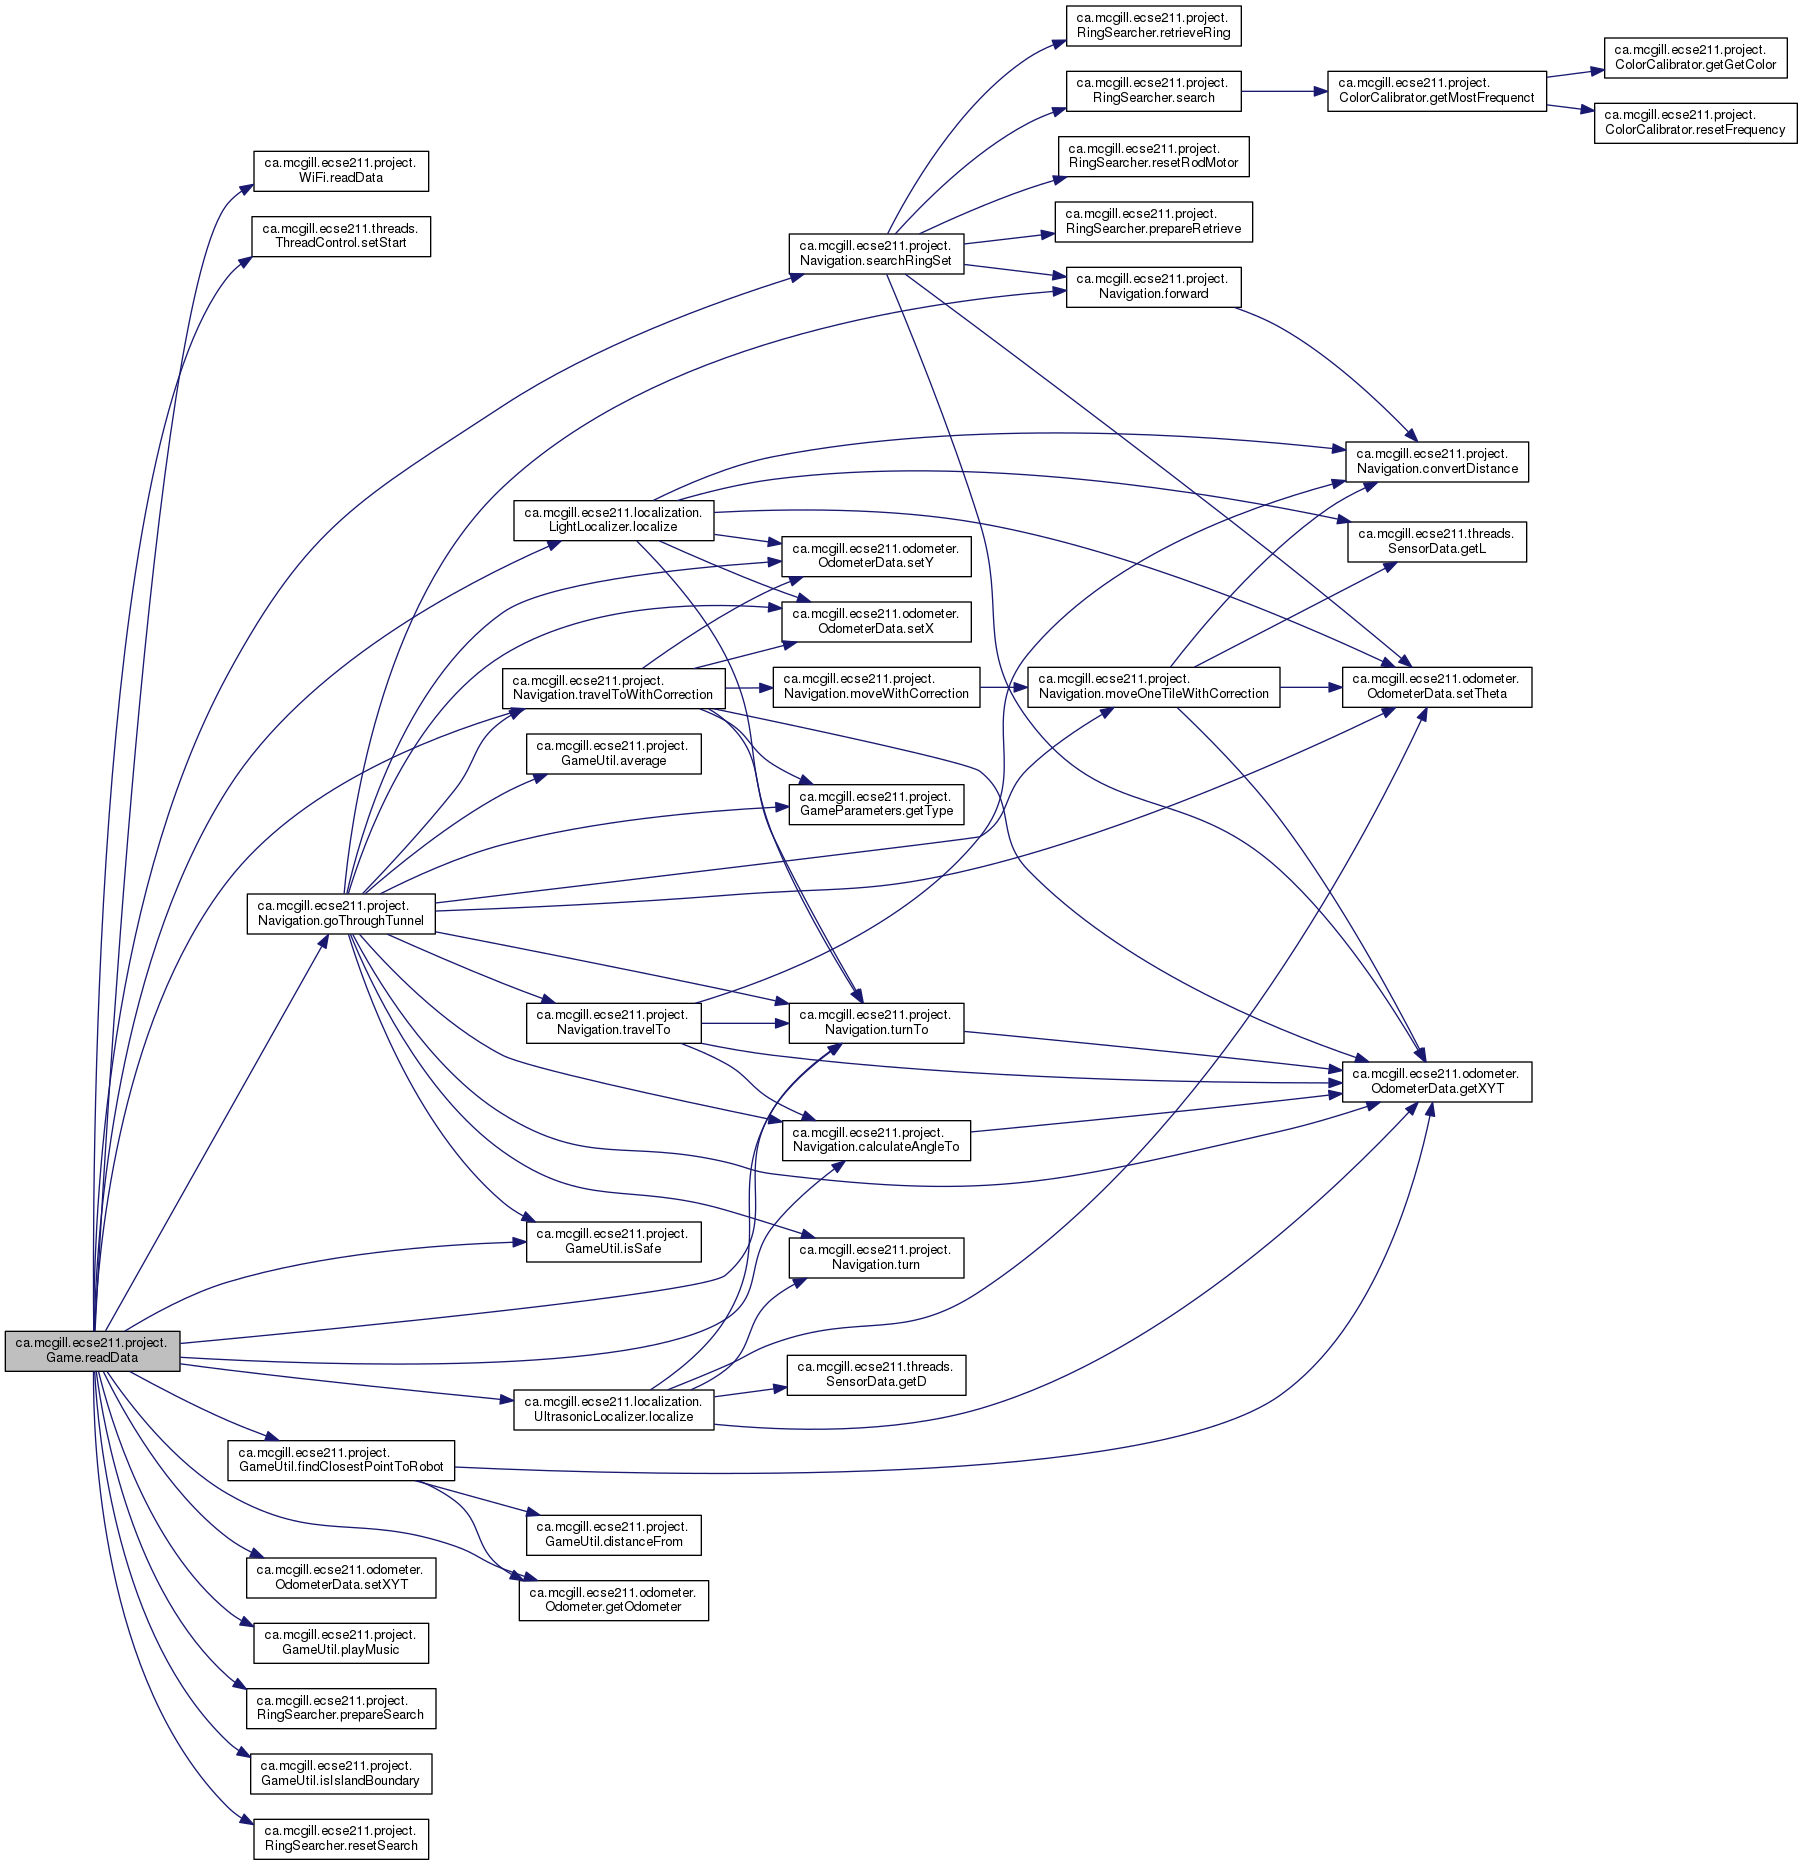 ca.mcgill.ecse211.project.
RingSearcher.retrieveRing
ca.mcgill.ecse211.project.
ColorCalibrator.getGetColor
ca.mcgill.ecse211.project.
RingSearcher.search
ca.mcgill.ecse211.project.
ColorCalibrator.getMostFrequenct
ca.mcgill.ecse211.project.
ColorCalibrator.resetFrequency
ca.mcgill.ecse211.project.
RingSearcher.resetRodMotor
ca.mcgill.ecse211.project.
WiFi.readData
ca.mcgill.ecse211.project.
RingSearcher.prepareRetrieve
ca.mcgill.ecse211.threads.
ThreadControl.setStart
ca.mcgill.ecse211.project.
Navigation.searchRingSet
ca.mcgill.ecse211.project.
Navigation.forward
ca.mcgill.ecse211.project.
Navigation.convertDistance
ca.mcgill.ecse211.localization.
LightLocalizer.localize
ca.mcgill.ecse211.threads.
SensorData.getL
ca.mcgill.ecse211.odometer.
OdometerData.setY
ca.mcgill.ecse211.odometer.
OdometerData.setX
ca.mcgill.ecse211.project.
Navigation.travelToWithCorrection
ca.mcgill.ecse211.project.
Navigation.moveWithCorrection
ca.mcgill.ecse211.project.
Navigation.moveOneTileWithCorrection
ca.mcgill.ecse211.odometer.
OdometerData.setTheta
ca.mcgill.ecse211.project.
GameUtil.average
ca.mcgill.ecse211.project.
GameParameters.getType
ca.mcgill.ecse211.project.
Navigation.goThroughTunnel
ca.mcgill.ecse211.project.
Navigation.travelTo
ca.mcgill.ecse211.project.
Navigation.turnTo
ca.mcgill.ecse211.odometer.
OdometerData.getXYT
ca.mcgill.ecse211.project.
Navigation.calculateAngleTo
ca.mcgill.ecse211.project.
GameUtil.isSafe
ca.mcgill.ecse211.project.
Navigation.turn
ca.mcgill.ecse211.project.
Game.readData
ca.mcgill.ecse211.threads.
SensorData.getD
ca.mcgill.ecse211.localization.
UltrasonicLocalizer.localize
ca.mcgill.ecse211.project.
GameUtil.findClosestPointToRobot
ca.mcgill.ecse211.project.
GameUtil.distanceFrom
ca.mcgill.ecse211.odometer.
OdometerData.setXYT
ca.mcgill.ecse211.odometer.
Odometer.getOdometer
ca.mcgill.ecse211.project.
GameUtil.playMusic
ca.mcgill.ecse211.project.
RingSearcher.prepareSearch
ca.mcgill.ecse211.project.
GameUtil.isIslandBoundary
ca.mcgill.ecse211.project.
RingSearcher.resetSearch